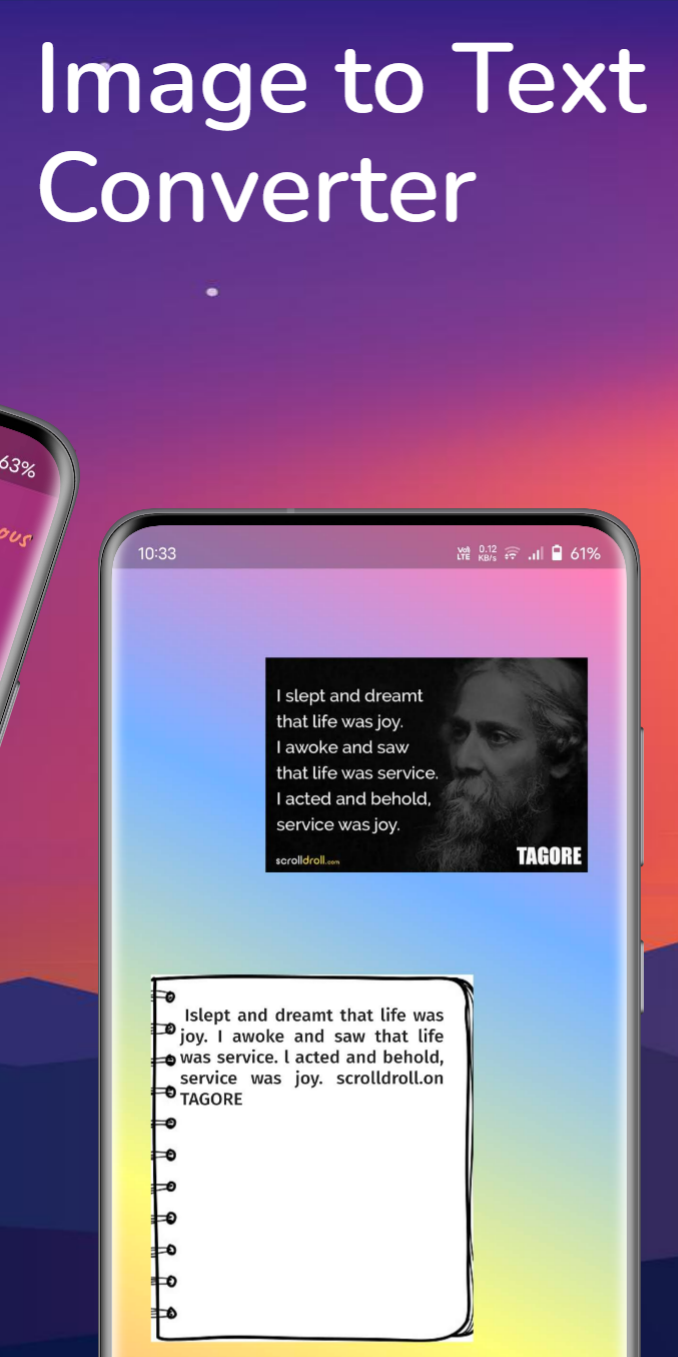 Image to Text
Converter
63%
10:33
Vo)
LTE
0.12
KB/s
61%
I slept and dreamt
that life was joy.
I awoke and saw
that life was service.
I acted and behold,
service was joy.
scrolldroll.com
TAGORE
Islept and dreamt that life was
joy. I awoke and saw that life
was service. l acted and behold,
service was joy. scrolldroll.on
TAGORE